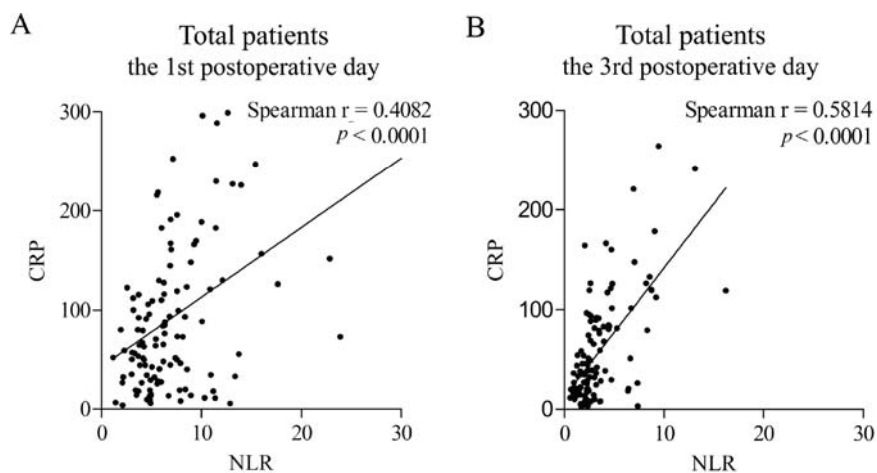 A
Total patients
the 1st postoperative day
Spearman r = 0.4082
p < 0.0001
300
200
100
0
CRP
0 10 20 30
NLR
B
Total patients
the 3rd postoperative day
Spearman r = 0.5814
p < 0.0001
300
200
100
0
CRP
0 10 20 30
NLR